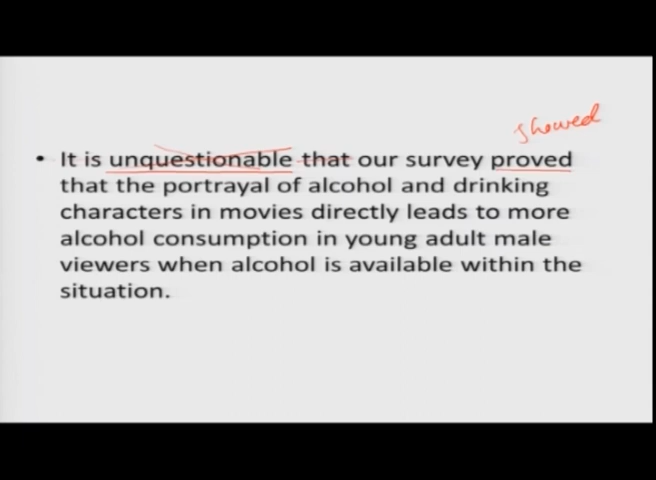 showed
• It is unquestionable that our survey proved
that the portrayal of alcohol and drinking
characters in movies directly leads to more
alcohol consumption in young adult male
viewers when alcohol is available within the
situation.